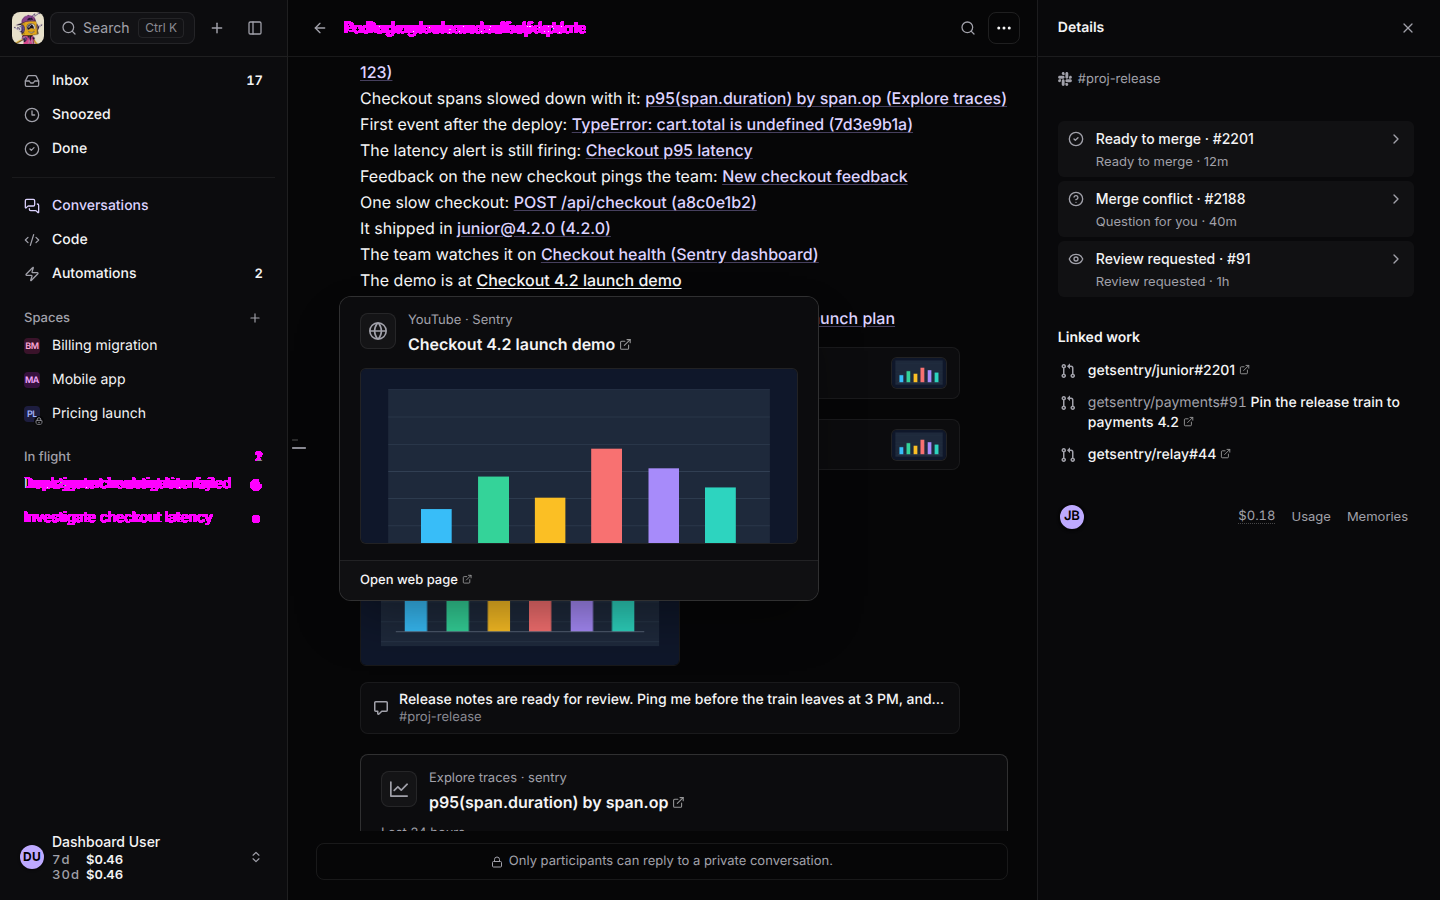 Search Ctrl K
Inbox 17
Snoozed
Done
Conversations
Code
Automations 2
Spaces
BM Billing migration
MA Mobile app
PL Pricing launch
In flight
Investigate checkout latency
DU Dashboard User
7d $0.46
30d $0.46
123)
Checkout spans slowed down with it: p95(span.duration) by span.op (Explore traces)
First event after the deploy: TypeError: cart.total is undefined (7d3e9b1a)
The latency alert is still firing: Checkout p95 latency
Feedback on the new checkout pings the team: New checkout feedback
One slow checkout: POST /api/checkout (a8c0e1b2)
It shipped in junior@4.2.0 (4.2.0)
The team watches it on Checkout health (Sentry dashboard)
The demo is at Checkout 4.2 launch demo
YouTube · Sentry
Checkout 4.2 launch demo
Open web page
plan
Release notes are ready for review. Ping me before the train leaves at 3 PM, and...
#proj-release
Explore traces · sentry
p95(span.duration) by span.op
Only participants can reply to a private conversation.
Details
#proj-release
Ready to merge · #2201
Ready to merge · 12m
Merge conflict · #2188
Question for you · 40m
Review requested · #91
Review requested · 1h
Linked work
getsentry/junior#2201
getsentry/payments#91 Pin the release train to
payments 4.2
getsentry/relay#44
JB $0.18 Usage Memories